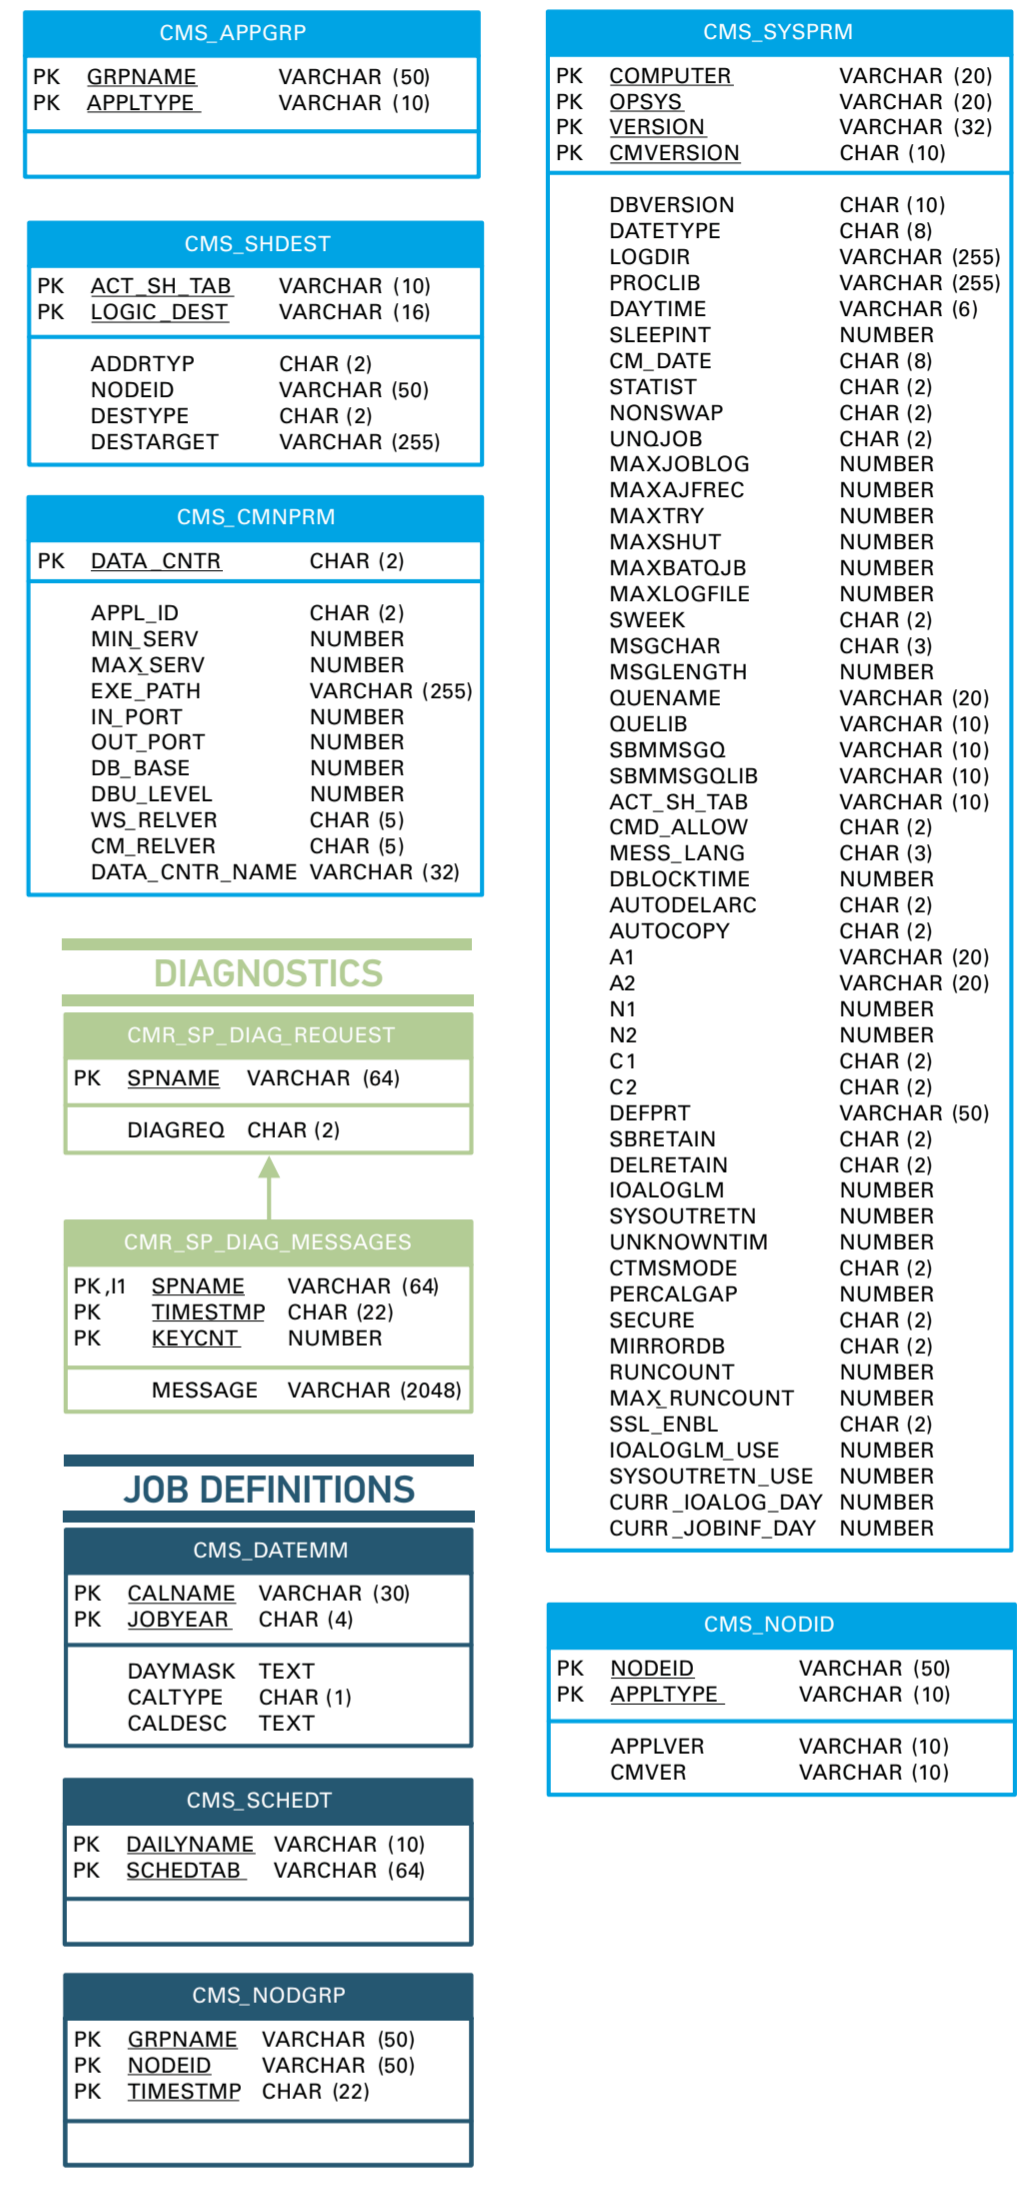 CMS_APPGRP
PK GRPNAME VARCHAR (50)
PK APPLTYPE VARCHAR (10)
CMS_SHDEST
PK ACT_SH_TAB VARCHAR (10)
PK LOGIC_DEST VARCHAR (16)
ADDRTYP CHAR (2)
NODEID VARCHAR (50)
DESTYPE CHAR (2)
DESTARGET VARCHAR (255)
CMS_CMNPRM
PK DATA_CNTR CHAR (2)
APPL_ID CHAR (2)
MIN_SERV NUMBER
MAX_SERV NUMBER
EXE_PATH VARCHAR (255)
IN_PORT NUMBER
OUT_PORT NUMBER
DB_BASE NUMBER
DBU_LEVEL NUMBER
WS_RELVER CHAR (5)
CM_RELVER CHAR (5)
DATA_CNTR_NAME VARCHAR (32)
DIAGNOSTICS
CMR_SP_DIAG_REQUEST
PK SPNAME VARCHAR (64)
DIAGREQ CHAR (2)
CMR_SP_DIAG_MESSAGES
PK,I1 SPNAME VARCHAR (64)
PK TIMESTMP CHAR (22)
PK KEYCNT NUMBER
MESSAGE VARCHAR (2048)
JOB DEFINITIONS
CMS_DATEMM
PK CALNAME VARCHAR (30)
PK JOBYEAR CHAR (4)
DAYMASK TEXT
CALTYPE CHAR (1)
CALDESC TEXT
CMS_SCHEDT
PK DAILYNAME VARCHAR (10)
PK SCHEDTAB VARCHAR (64)
CMS_NODGRP
PK GRPNAME VARCHAR (50)
PK NODEID VARCHAR (50)
PK TIMESTMP CHAR (22)
CMS_SYSPRM
PK COMPUTER VARCHAR (20)
PK OPSYS VARCHAR (20)
PK VERSION VARCHAR (32)
PK CMVERSION CHAR (10)
DBVERSION CHAR (10)
DATETYPE CHAR (8)
LOGDIR VARCHAR (255)
PROCLIB VARCHAR (255)
DAYTIME VARCHAR (6)
SLEEPINT NUMBER
CM_DATE CHAR (8)
STATIST CHAR (2)
NONSWAP CHAR (2)
UNQJOB CHAR (2)
MAXJOBLOG NUMBER
MAXAJFREC NUMBER
MAXTRY NUMBER
MAXSHUT NUMBER
MAXBATQJB NUMBER
MAXLOGFILE NUMBER
SWEEK CHAR (2)
MSGCHAR CHAR (3)
MSGLENGTH NUMBER
QUENAME VARCHAR (20)
QUELIB VARCHAR (10)
SBMMSGQ VARCHAR (10)
SBMMSGQLIB VARCHAR (10)
ACT_SH_TAB VARCHAR (10)
CMD_ALLOW CHAR (2)
MESS_LANG CHAR (3)
DBLOCKTIME NUMBER
AUTODELARC CHAR (2)
AUTOCOPY CHAR (2)
A1 VARCHAR (20)
A2 VARCHAR (20)
N1 NUMBER
N2 NUMBER
C1 CHAR (2)
C2 CHAR (2)
DEFPRT VARCHAR (50)
SBRETAIN CHAR (2)
DELRETAIN CHAR (2)
IOALOGLM NUMBER
SYSOUTRETN NUMBER
UNKNOWNTIM NUMBER
CTMSMODE CHAR (2)
PERCALGAP NUMBER
SECURE CHAR (2)
MIRRORDB CHAR (2)
RUNCOUNT NUMBER
MAX_RUNCOUNT NUMBER
SSL_ENBL CHAR (2)
IOALOGLM_USE NUMBER
SYSOUTRETN_USE NUMBER
CURR_IOALOG_DAY NUMBER
CURR_JOBINF_DAY NUMBER
CMS_NODID
PK NODEID VARCHAR (50)
PK APPLTYPE VARCHAR (10)
APPLVER VARCHAR (10)
CMVER VARCHAR (10)